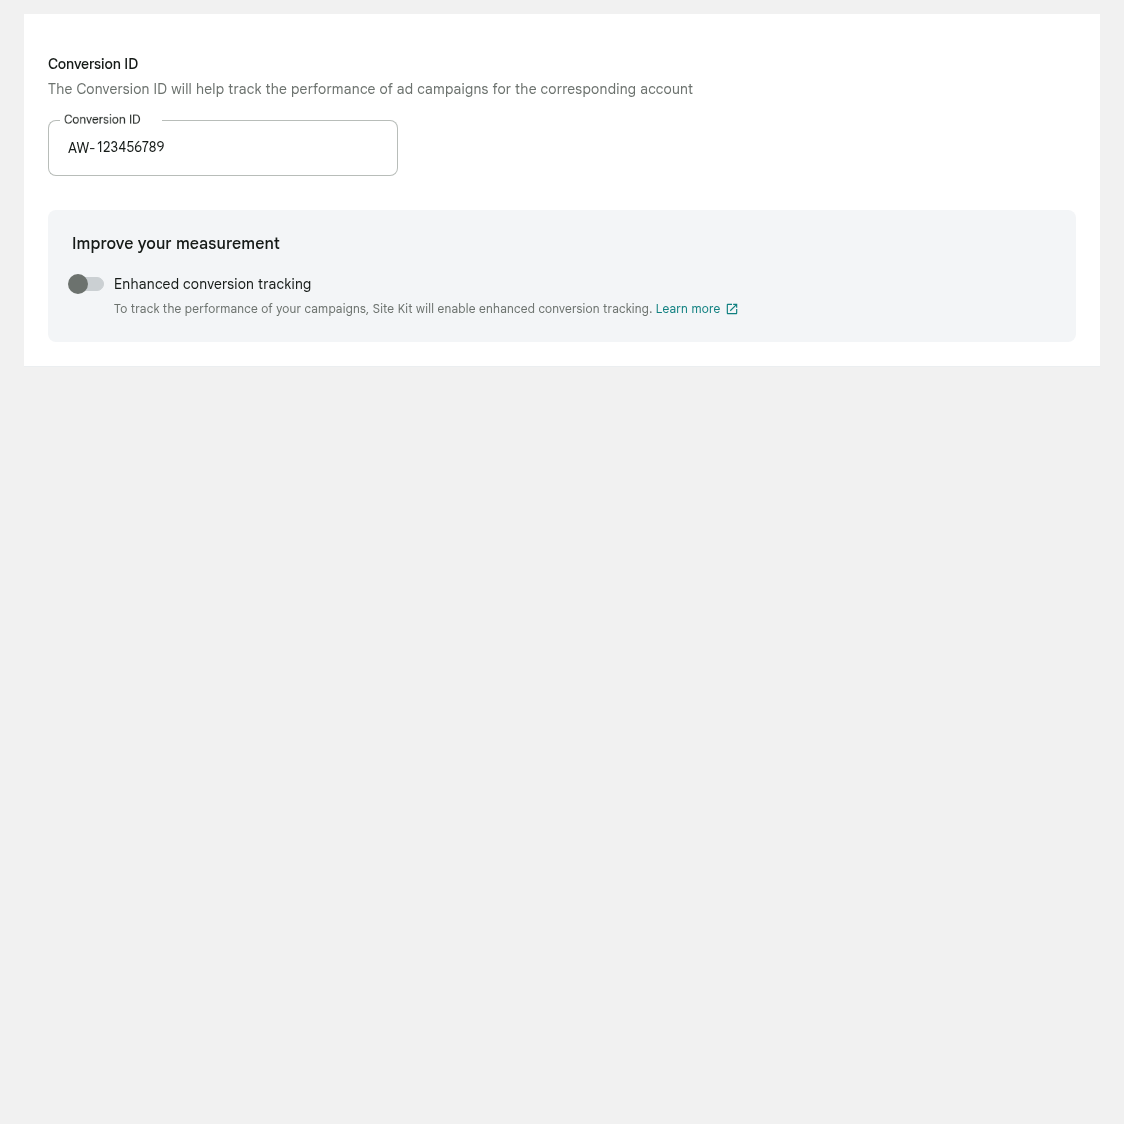 Conversion ID
The Conversion ID will help track the performance of ad campaigns for the corresponding account
Conversion ID
AW-123456789
Improve your measurement
Enhanced conversion tracking
To track the performance of your campaigns, Site Kit will enable enhanced conversion tracking. Learn more